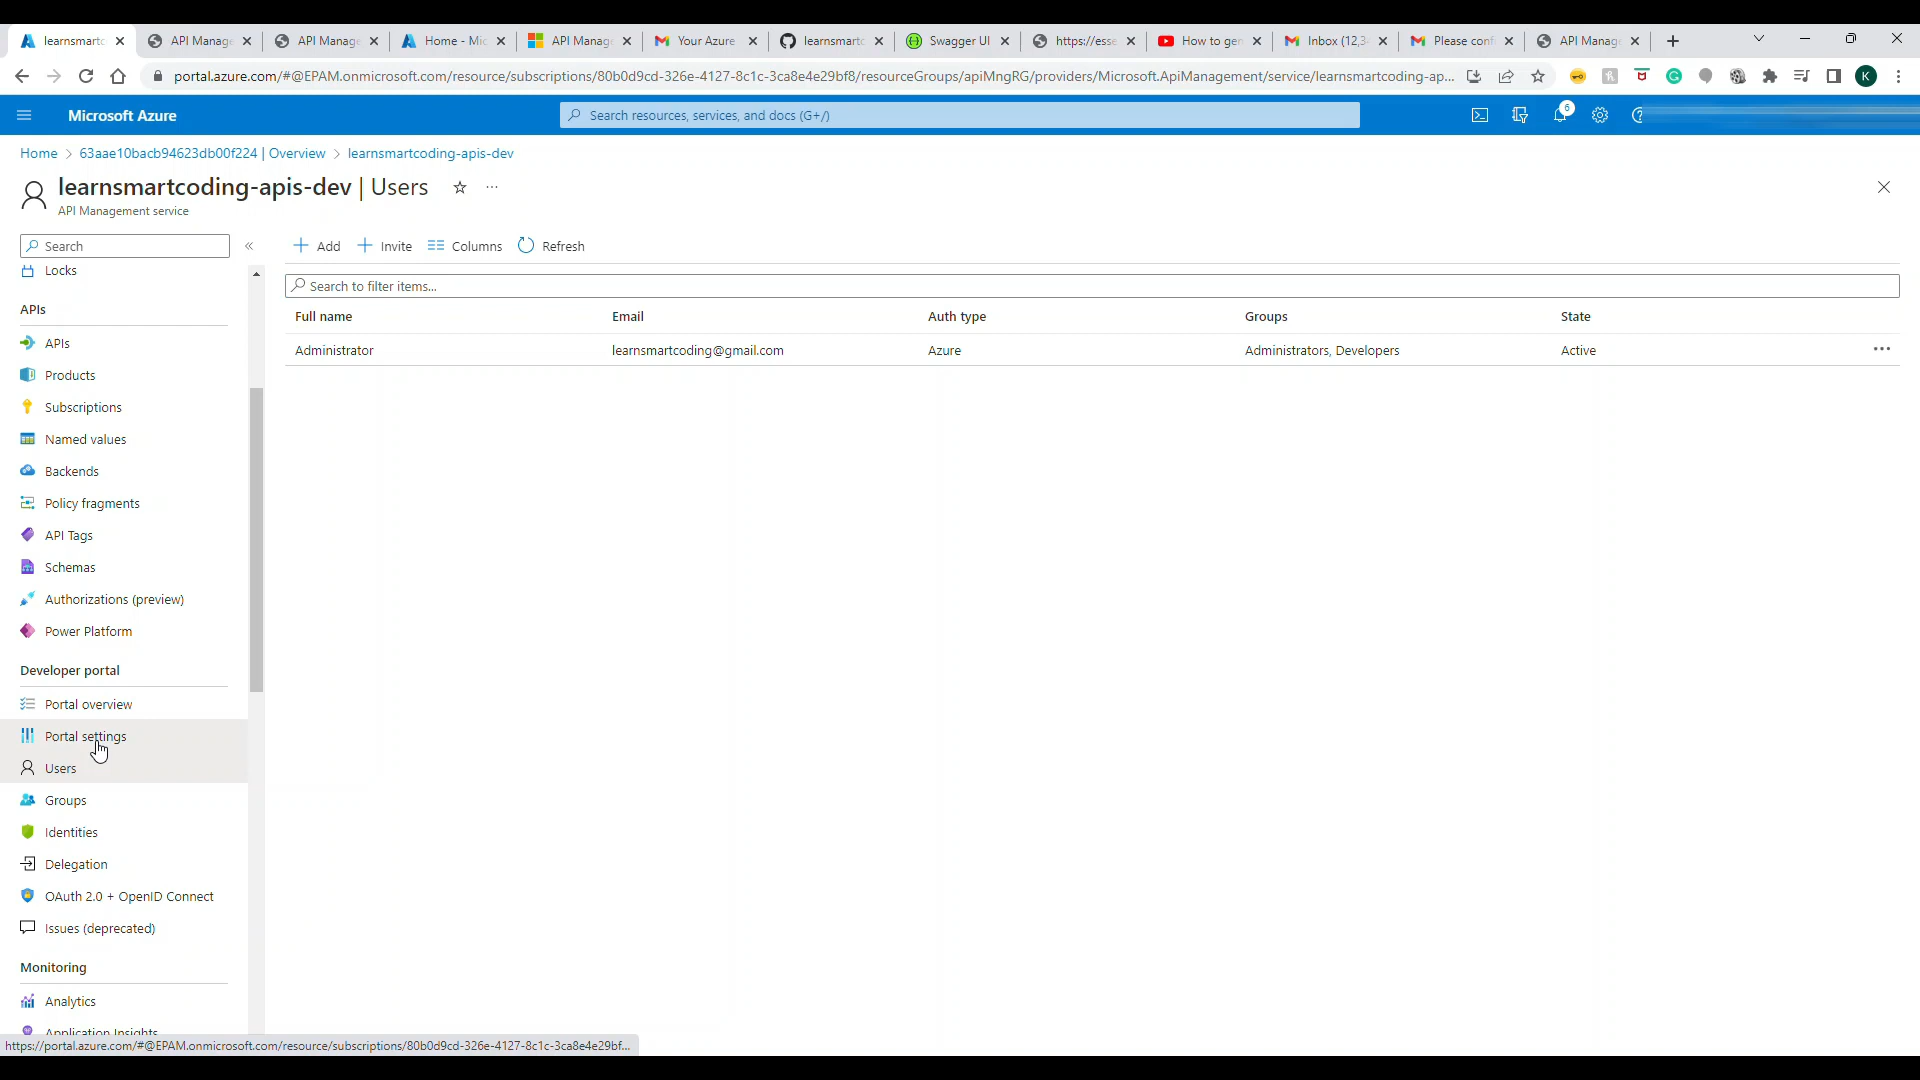 learnsmartc
API Manage
API Manage
Home - Mic
API Manag
Your Azure
learnsmartc
Swagger UI
https://esse
How to gen
Inbox (12,3
Please conf
API Manag
portal.azure.com/#@EPAM.onmicrosoft.com/resource/subscriptions/80b0d9cd-326e-4127-8c1c-3ca8e4e29bf8/resourceGroups/apiMngRG/providers/Microsoft.ApiManagement/service/learnsmartcoding-ap...
K
Microsoft Azure
Search resources, services, and docs (G+/)
6
Home > 63aae10bacb94623db00f224 | Overview > learnsmartcoding-apis-dev
learnsmartcoding-apis-dev | Users
API Management service
Search
Add
Invite
Columns
Refresh
Search to filter items...
Full name Email Auth type Groups State
Administrator learnsmartcoding@gmail.com Azure Administrators, Developers Active
Locks
APIs
APIs
Products
Subscriptions
Named values
Backends
Policy fragments
API Tags
Schemas
Authorizations (preview)
Power Platform
Developer portal
Portal overview
Portal settings
Users
Groups
Identities
Delegation
OAuth 2.0 + OpenID Connect
Issues (deprecated)
Monitoring
Analytics
Application Insights
https://portal.azure.com/#@EPAM.onmicrosoft.com/resource/subscriptions/80b0d9cd-326e-4127-8c1c-3ca8e4e29bf...